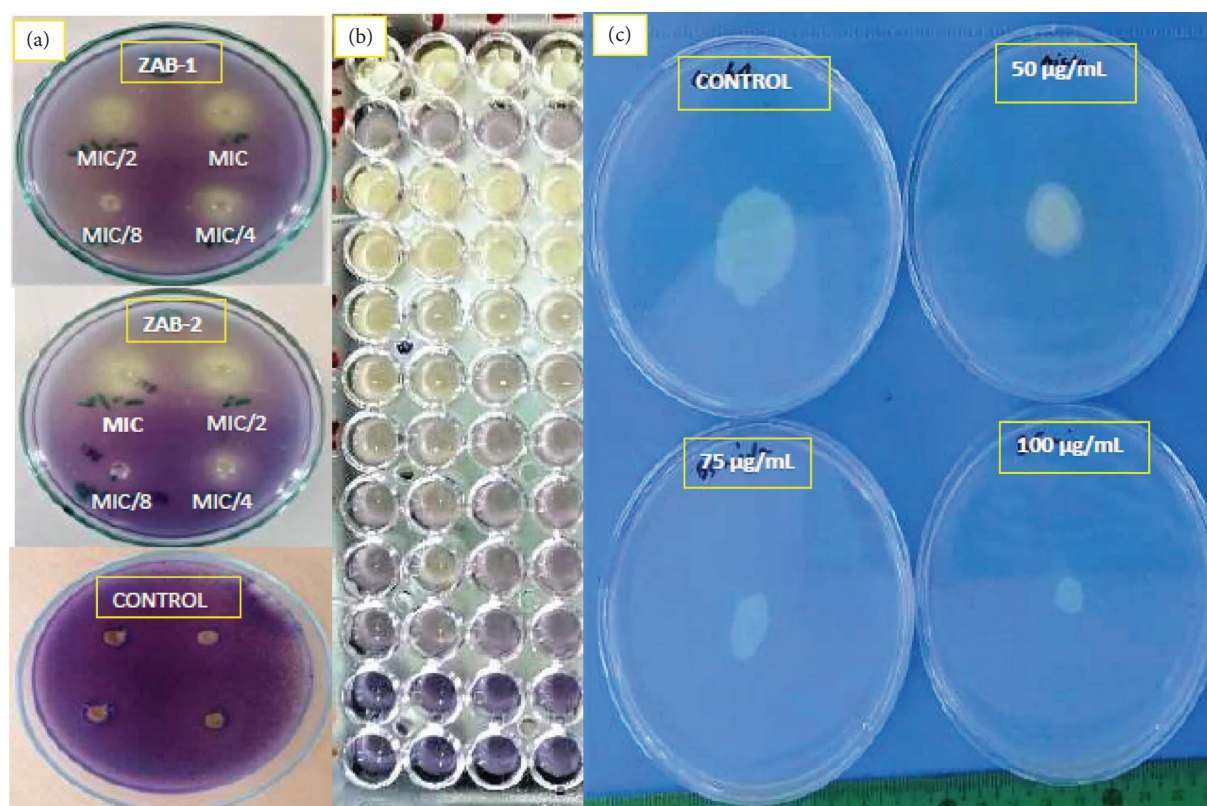 (a)
ZAB-1
MIC/2 MIC
MIC/8 MIC/4
ZAB-2
MIC MIC/2
MIC/8 MIC/4
CONTROL
(b)
(c)
CONTROL
50 µg/mL
75 µg/mL
100 µg/mL